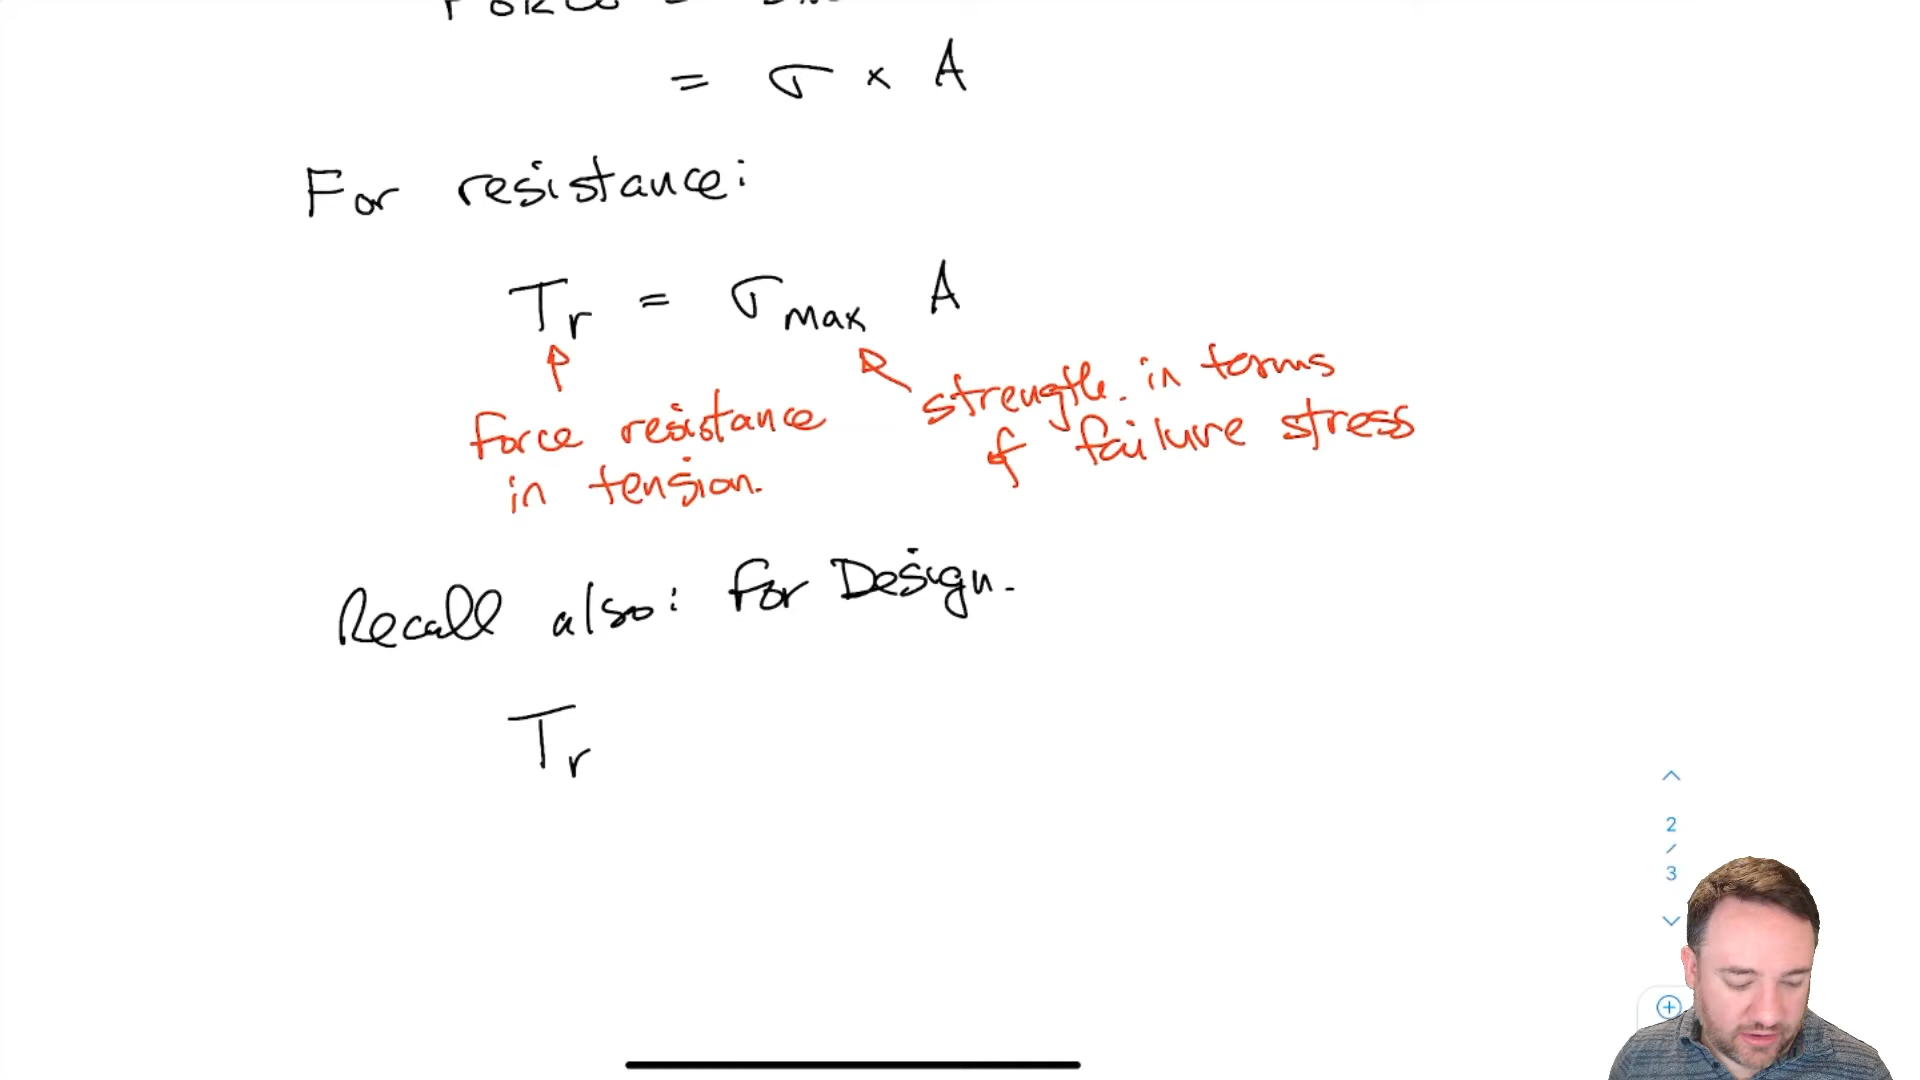 = σ × A
For resistance:
Tr = σmax A
force resistance in tension.
strength. in terms of failure stress
Recall also: for Design.
Tr
2
/
3